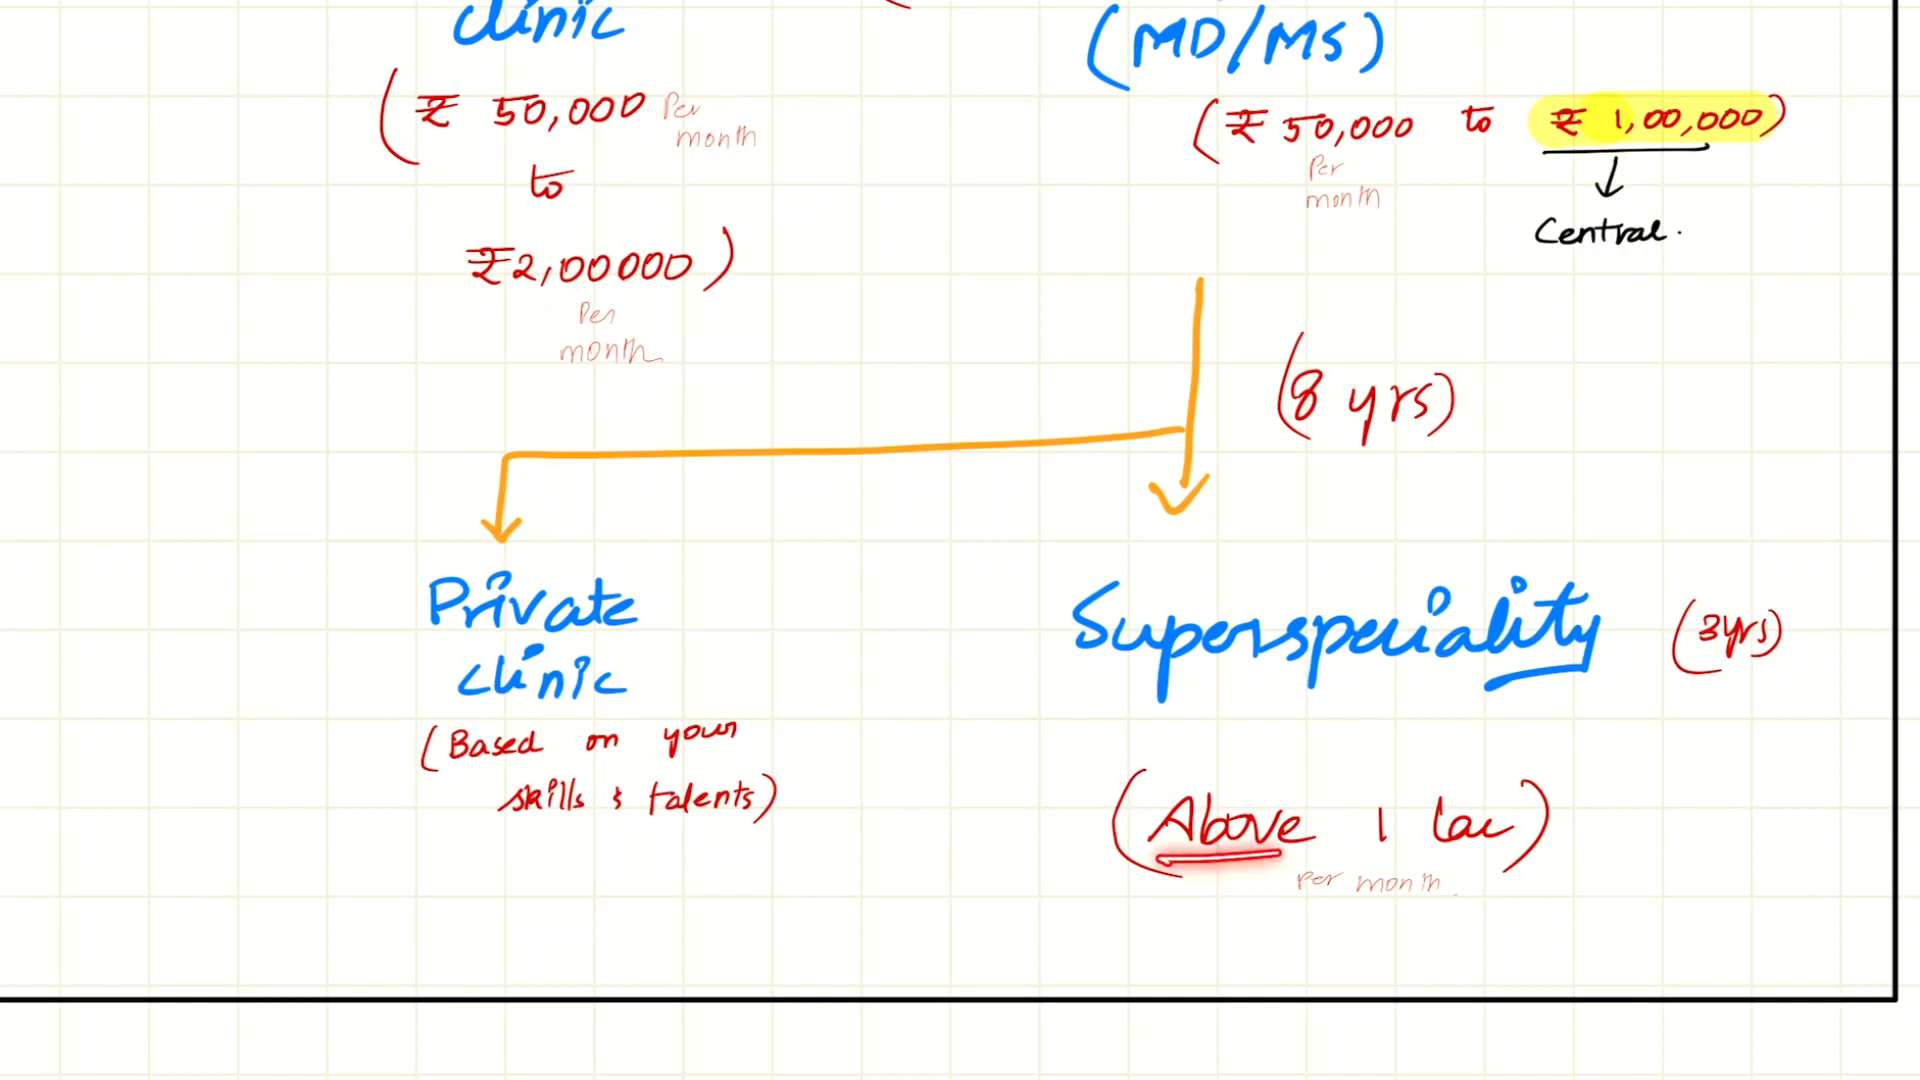 clinic
(₹ 50,000 Per
month
to
₹2,00000)
Per
month
(MD/MS)
(₹ 50,000 to ₹ 1,00,000)
Per
month
Central.
(8 yrs)
Private
clinic
(Based on your
skills & talents)
Superspeciality (3yrs)
(Above 1 lac)
Per month.